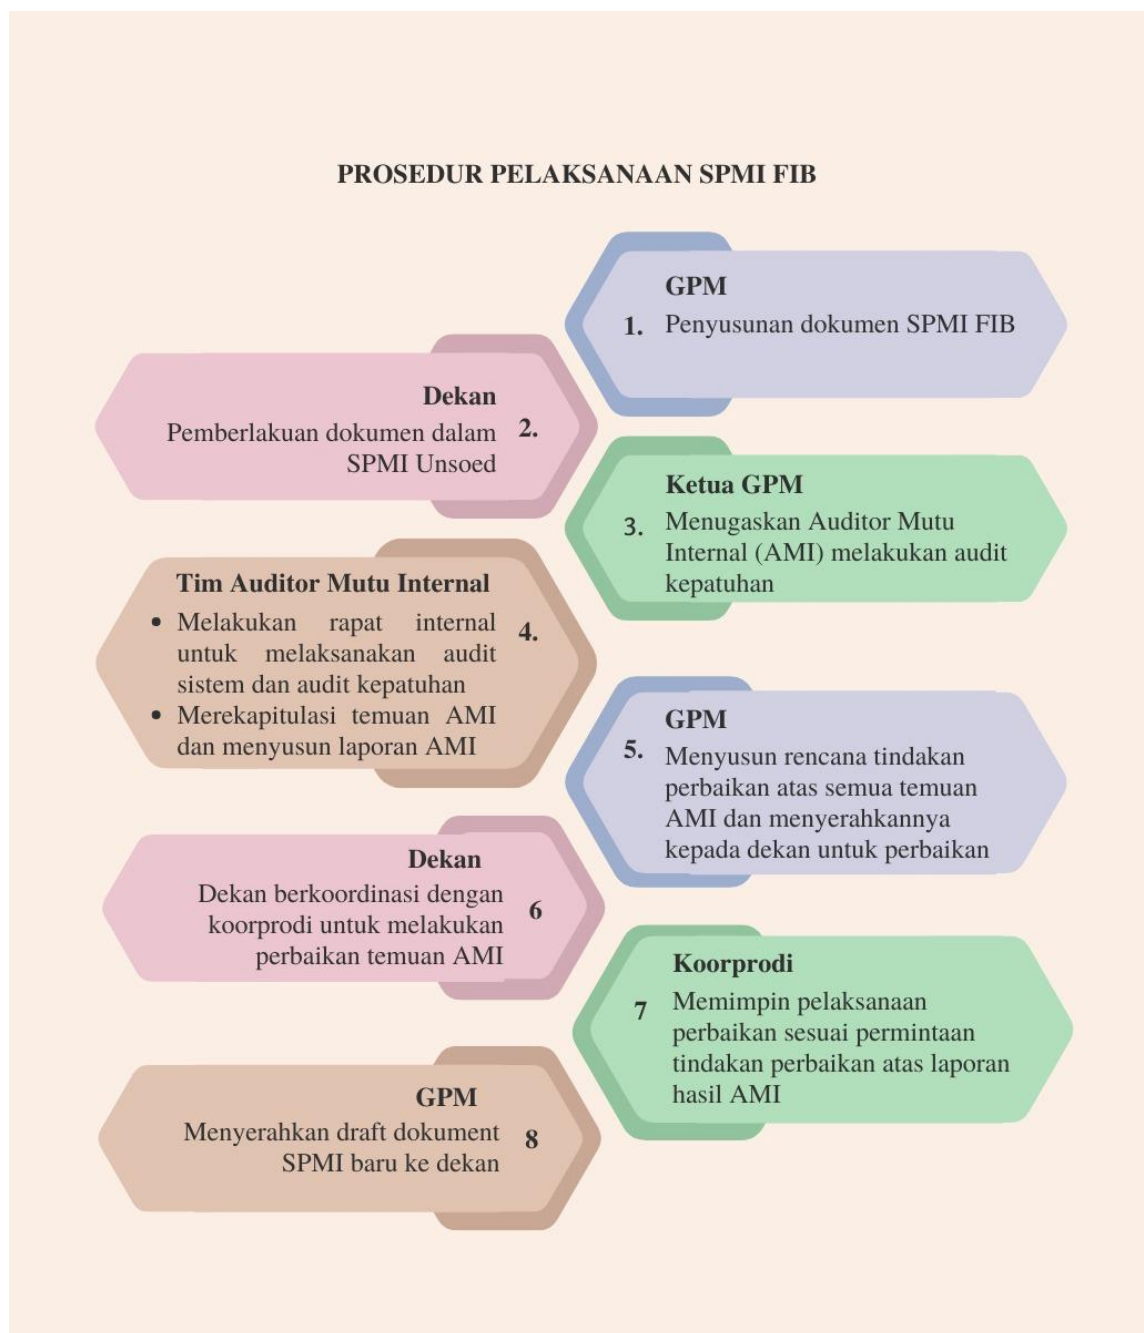 PROSEDUR PELAKSANAAN SPMI FIB
GPM
1. Penyusunan dokumen SPMI FIB
Dekan
Pemberlakuan dokumen dalam 2.
SPMI Unsoed
Ketua GPM
3. Menugaskan Auditor Mutu
Internal (AMI) melakukan audit
kepatuhan
Tim Auditor Mutu Internal
• Melakukan rapat internal 4.
untuk melaksanakan audit
sistem dan audit kepatuhan
• Merekapitulasi temuan AMI
dan menyusun laporan AMI
GPM
5. Menyusun rencana tindakan
perbaikan atas semua temuan
AMI dan menyerahkannya
kepada dekan untuk perbaikan
Dekan
Dekan berkoordinasi dengan
koorprodi untuk melakukan 6
perbaikan temuan AMI
Koorprodi
7 Memimpin pelaksanaan
perbaikan sesuai permintaan
tindakan perbaikan atas laporan
hasil AMI
GPM
Menyerahkan draft dokument 8
SPMI baru ke dekan